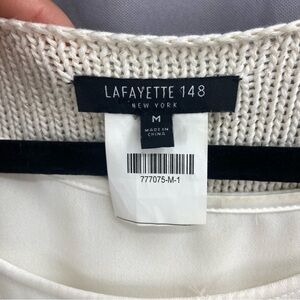 LAFAYETTE 148
NEW YORK
M
MADE IN
CHINA
777075-M-1